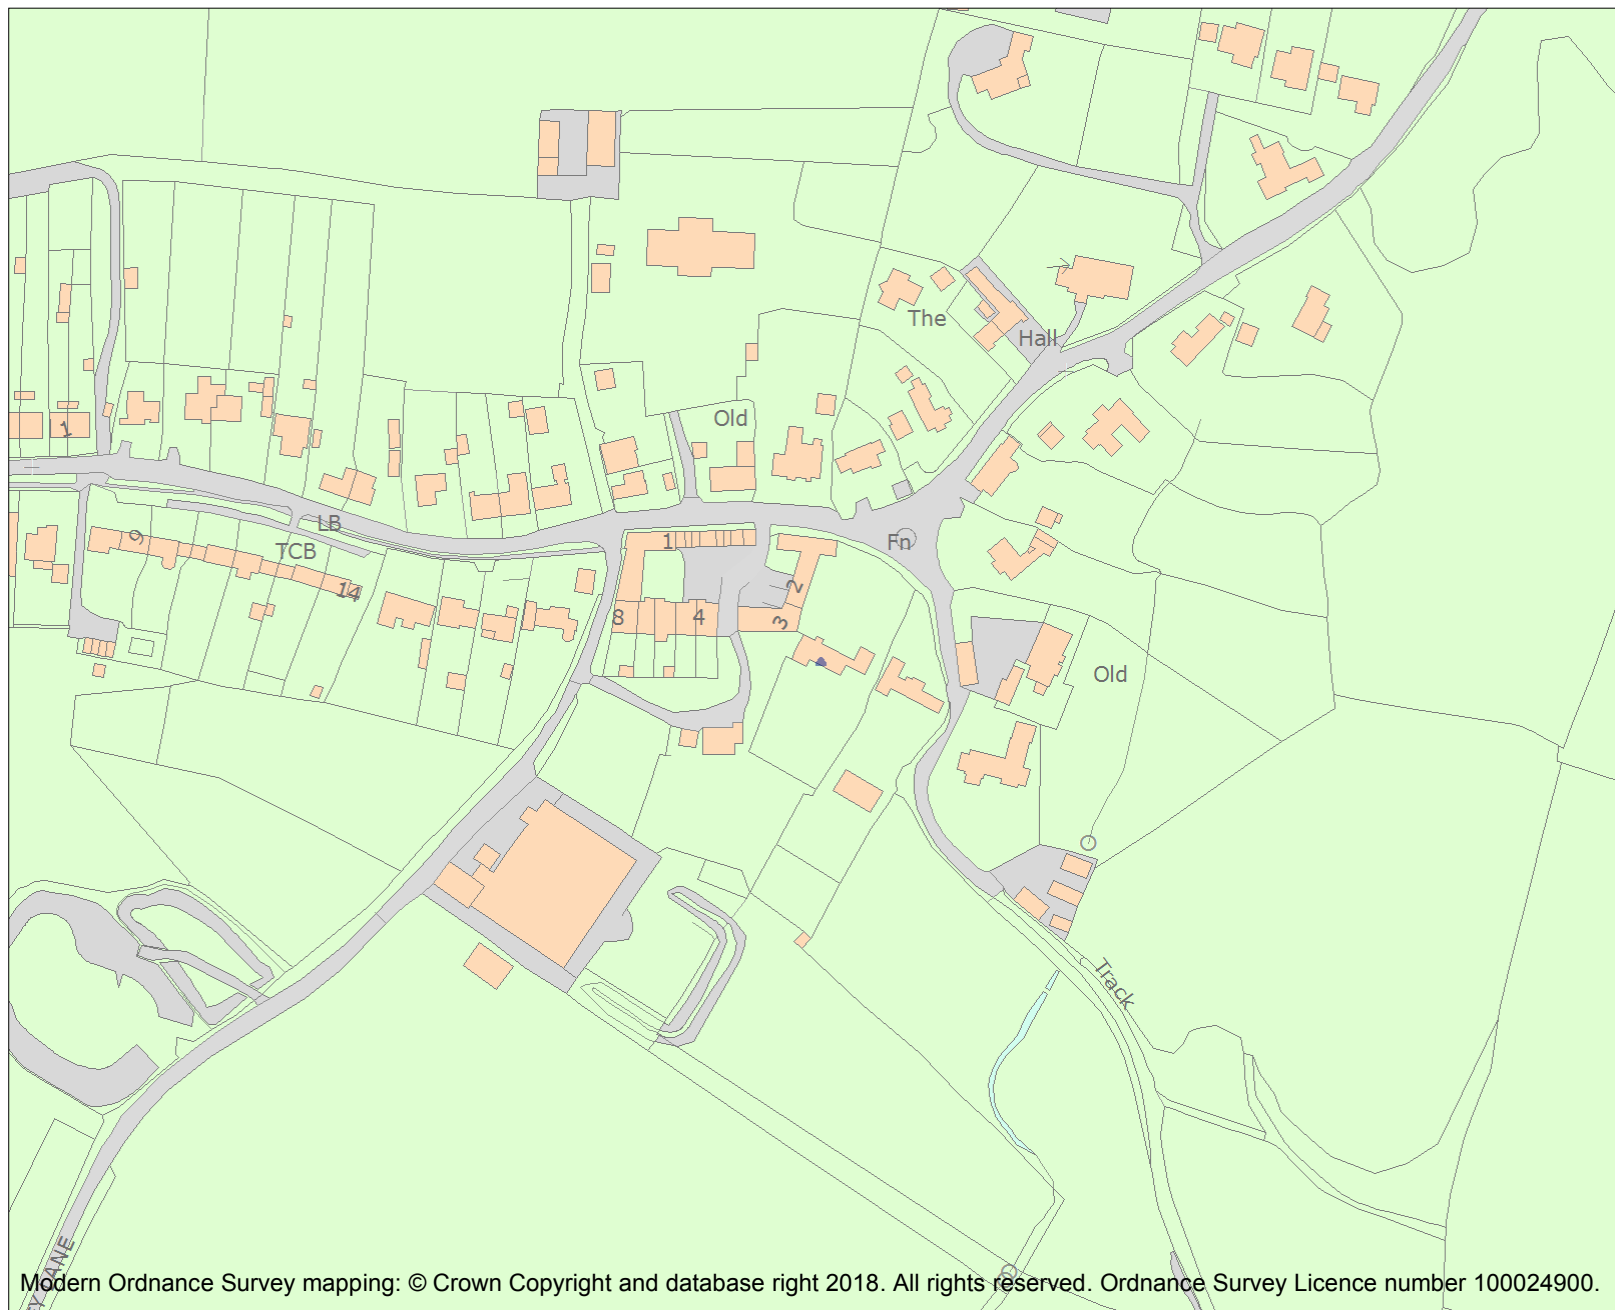 The
Hall
Old
1
LB
9
TCB
Fn
1
14
2
8
4
3
Old
Track
Modern Ordnance Survey mapping: © Crown Copyright and database right 2018. All rights reserved. Ordnance Survey Licence number 100024900.